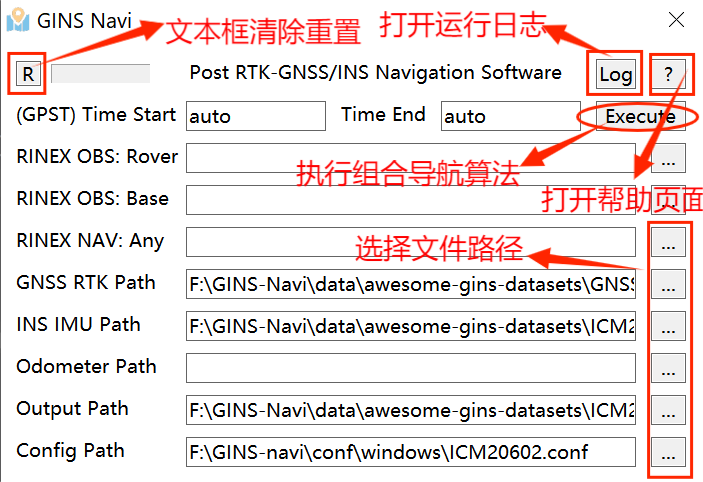 GINS Navi
文本框清除重置
打开运行日志
R
Post RTK-GNSS/INS Navigation Software
Log
?
(GPST) Time Start
auto
Time End
auto
Execute
RINEX OBS: Rover
...
执行组合导航算法
RINEX OBS: Base
...
打开帮助页面
RINEX NAV: Any
...
选择文件路径
GNSS RTK Path
F:\GINS-Navi\data\awesome-gins-datasets\GNSS
...
INS IMU Path
F:\GINS-Navi\data\awesome-gins-datasets\ICM2
...
Odometer Path
...
Output Path
F:\GINS-Navi\data\awesome-gins-datasets\ICM2
...
Config Path
F:\GINS-navi\conf\windows\ICM20602.conf
...